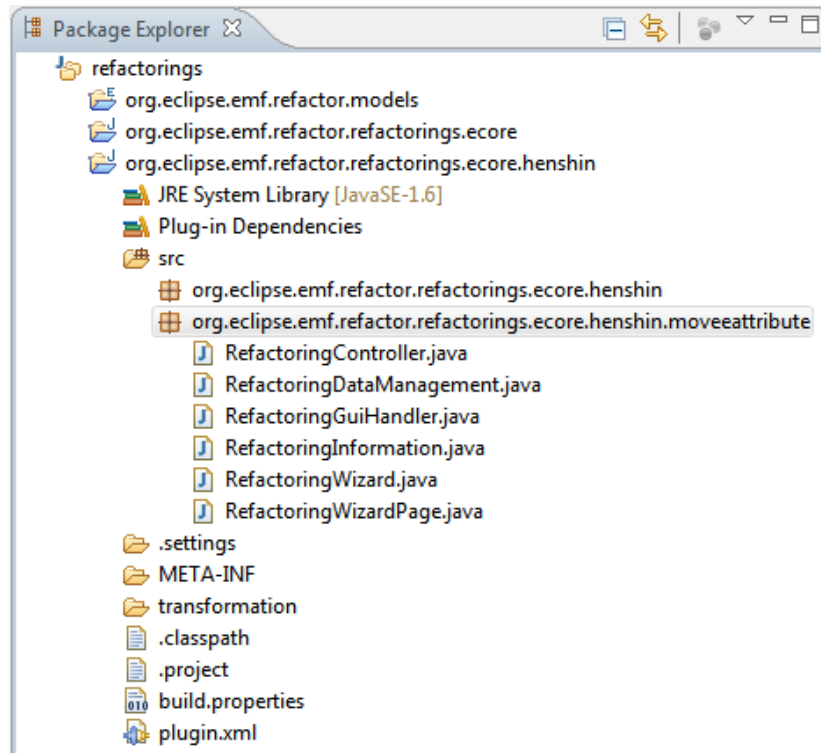 Package Explorer
refactorings
org.eclipse.emf.refactor.models
org.eclipse.emf.refactor.refactorings.ecore
org.eclipse.emf.refactor.refactorings.ecore.henshin
JRE System Library [JavaSE-1.6]
Plug-in Dependencies
src
org.eclipse.emf.refactor.refactorings.ecore.henshin
org.eclipse.emf.refactor.refactorings.ecore.henshin.moveeattribute
RefactoringController.java
RefactoringDataManagement.java
RefactoringGuiHandler.java
RefactoringInformation.java
RefactoringWizard.java
RefactoringWizardPage.java
.settings
META-INF
transformation
.classpath
.project
build.properties
plugin.xml